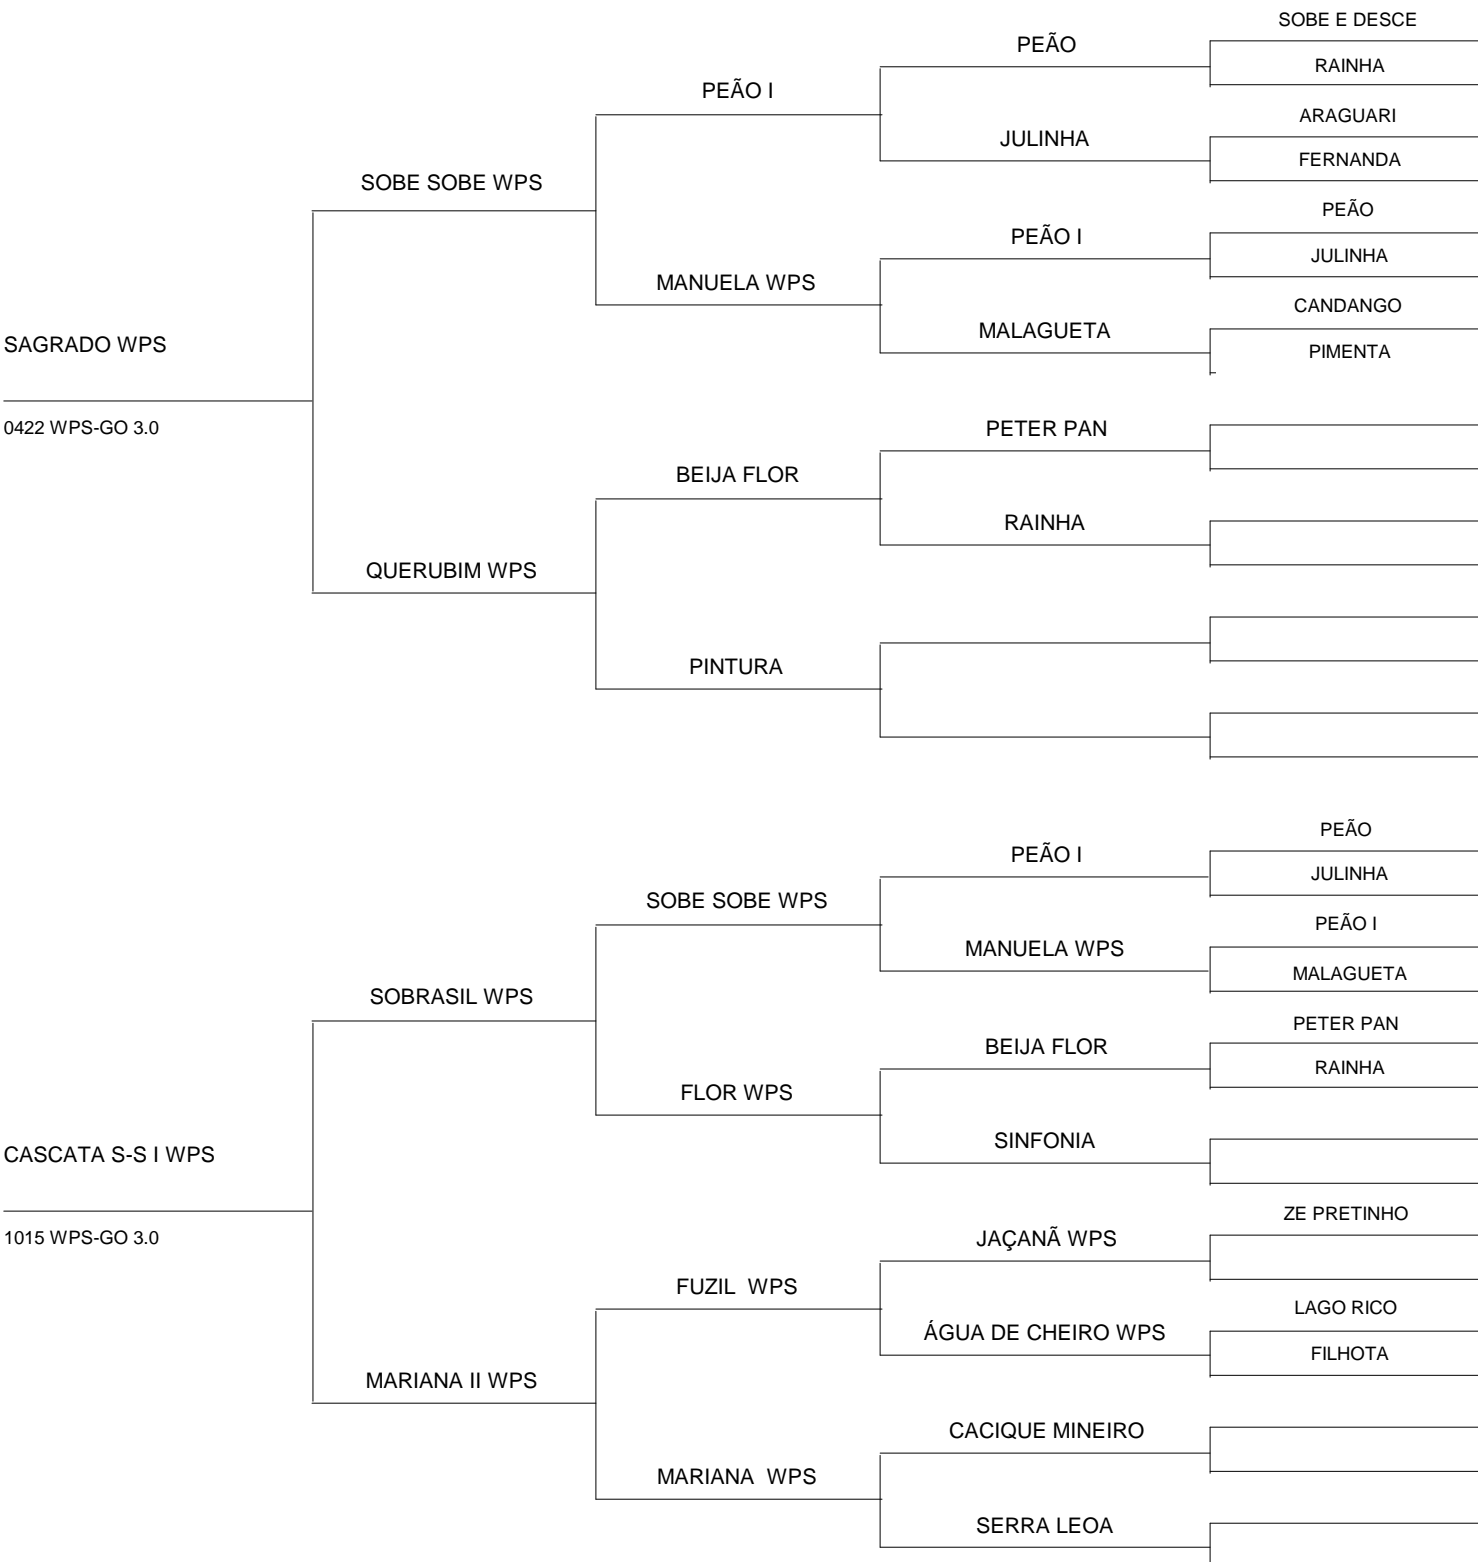 SOBE E DESCE
PEÃO
RAINHA
PEÃO I
ARAGUARI
JULINHA
FERNANDA
SOBE SOBE WPS
PEÃO
PEÃO I
JULINHA
MANUELA WPS
CANDANGO
MALAGUETA
SAGRADO WPS
PIMENTA
0422 WPS-GO 3.0
PETER PAN
BEIJA FLOR
RAINHA
QUERUBIM WPS
PINTURA
PEÃO
PEÃO I
JULINHA
SOBE SOBE WPS
PEÃO I
MANUELA WPS
MALAGUETA
SOBRASIL WPS
PETER PAN
BEIJA FLOR
RAINHA
FLOR WPS
SINFONIA
CASCATA S-S I WPS
ZE PRETINHO
1015 WPS-GO 3.0
JAÇANÃ WPS
FUZIL  WPS
LAGO RICO
ÁGUA DE CHEIRO WPS
FILHOTA
MARIANA II WPS
CACIQUE MINEIRO
MARIANA  WPS
SERRA LEOA